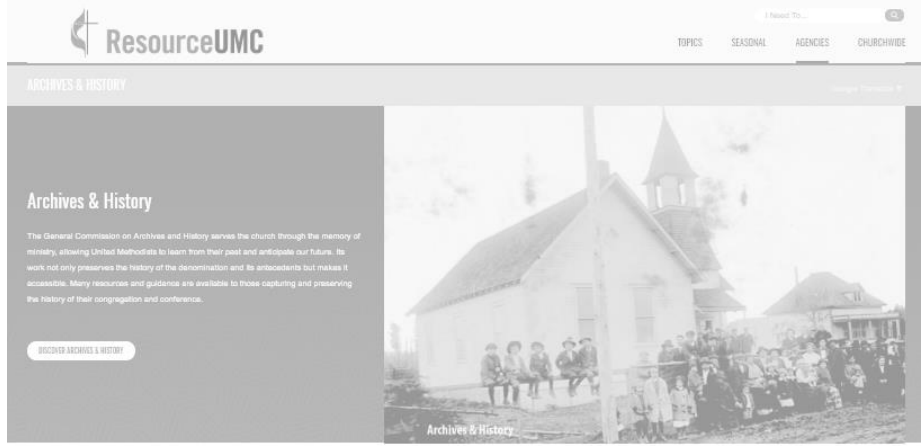 I Need To...
ResourceUMC
TOPICS SEASONAL AGENCIES CHURCHWIDE
ARCHIVES & HISTORY
Archives & History
The General Commission on Archives and History serves the church through the memory of
ministry, allowing United Methodists to learn from their past and anticipate our future. Its
work not only preserves the history of the denomination and its antecedents but makes it
accessible. Many resources and guidance are available to those capturing and preserving
the history of their congregation and conference.
DISCOVER ARCHIVES & HISTORY
Archives & History